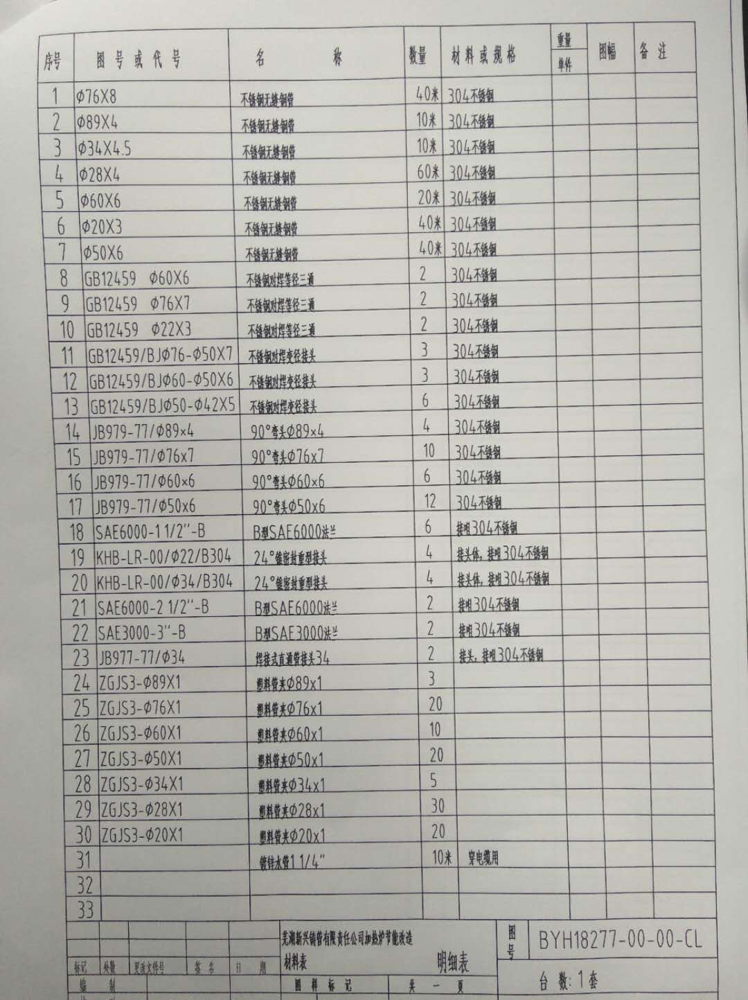 序号 图号或代号 名称 数量 材料或规格 重量 单件 图幅 备注
1 Φ76X8 不锈钢无缝钢管 40米 304不锈钢
2 Φ89X4 不锈钢无缝钢管 10米 304不锈钢
3 Φ34X4.5 不锈钢无缝钢管 10米 304不锈钢
4 Φ28X4 不锈钢无缝钢管 60米 304不锈钢
5 Φ60X6 不锈钢无缝钢管 20米 304不锈钢
6 Φ20X3 不锈钢无缝钢管 40米 304不锈钢
7 Φ50X6 不锈钢无缝钢管 40米 304不锈钢
8 GB12459 Φ60X6 不锈钢对焊等径三通 2 304不锈钢
9 GB12459 Φ76X7 不锈钢对焊等径三通 2 304不锈钢
10 GB12459 Φ22X3 不锈钢对焊等径三通 2 304不锈钢
11 GB12459/BJΦ76-Φ50X7 不锈钢对焊变径接头 3 304不锈钢
12 GB12459/BJΦ60-Φ50X6 不锈钢对焊变径接头 3 304不锈钢
13 GB12459/BJΦ50-Φ42X5 不锈钢对焊变径接头 6 304不锈钢
14 JB979-77/Φ89×4 90°弯头Φ89×4 4 304不锈钢
15 JB979-77/Φ76x7 90°弯头Φ76x7 10 304不锈钢
16 JB979-77/Φ60×6 90°弯头Φ60×6 6 304不锈钢
17 JB979-77/Φ50x6 90°弯头Φ50x6 12 304不锈钢
18 SAE6000-1 1/2"-B B型SAE6000法兰 6 接咀304不锈钢
19 KHB-LR-00/Φ22/B304 24°锥密封重型接头 4 接头体，接咀304不锈钢
20 KHB-LR-00/Φ34/B304 24°锥密封重型接头 4 接头体，接咀304不锈钢
21 SAE6000-2 1/2"-B B型SAE6000法兰 2 接咀304不锈钢
22 SAE3000-3"-B B型SAE3000法兰 2 接咀304不锈钢
23 JB977-77/Φ34 焊接式直通管接头34 2 接头，接咀304不锈钢
24 ZGJS3-Φ89X1 塑料管夹Φ89x1 3
25 ZGJS3-Φ76X1 塑料管夹Φ76x1 20
26 ZGJS3-Φ60X1 塑料管夹Φ60x1 10
27 ZGJS3-Φ50X1 塑料管夹Φ50x1 20
28 ZGJS3-Φ34X1 塑料管夹Φ34x1 5
29 ZGJS3-Φ28X1 塑料管夹Φ28x1 30
30 ZGJS3-Φ20X1 塑料管夹Φ20x1 20
31 镀锌水管1 1/4" 10米 穿电缆用
32
33
芜湖新兴铸管有限责任公司加热炉节能改造 图号 BYH18277-00-00-CL
材料表 明细表
标记 处数 更改文件号 签名 日期
编制 图样标记 共一页 台数：1套